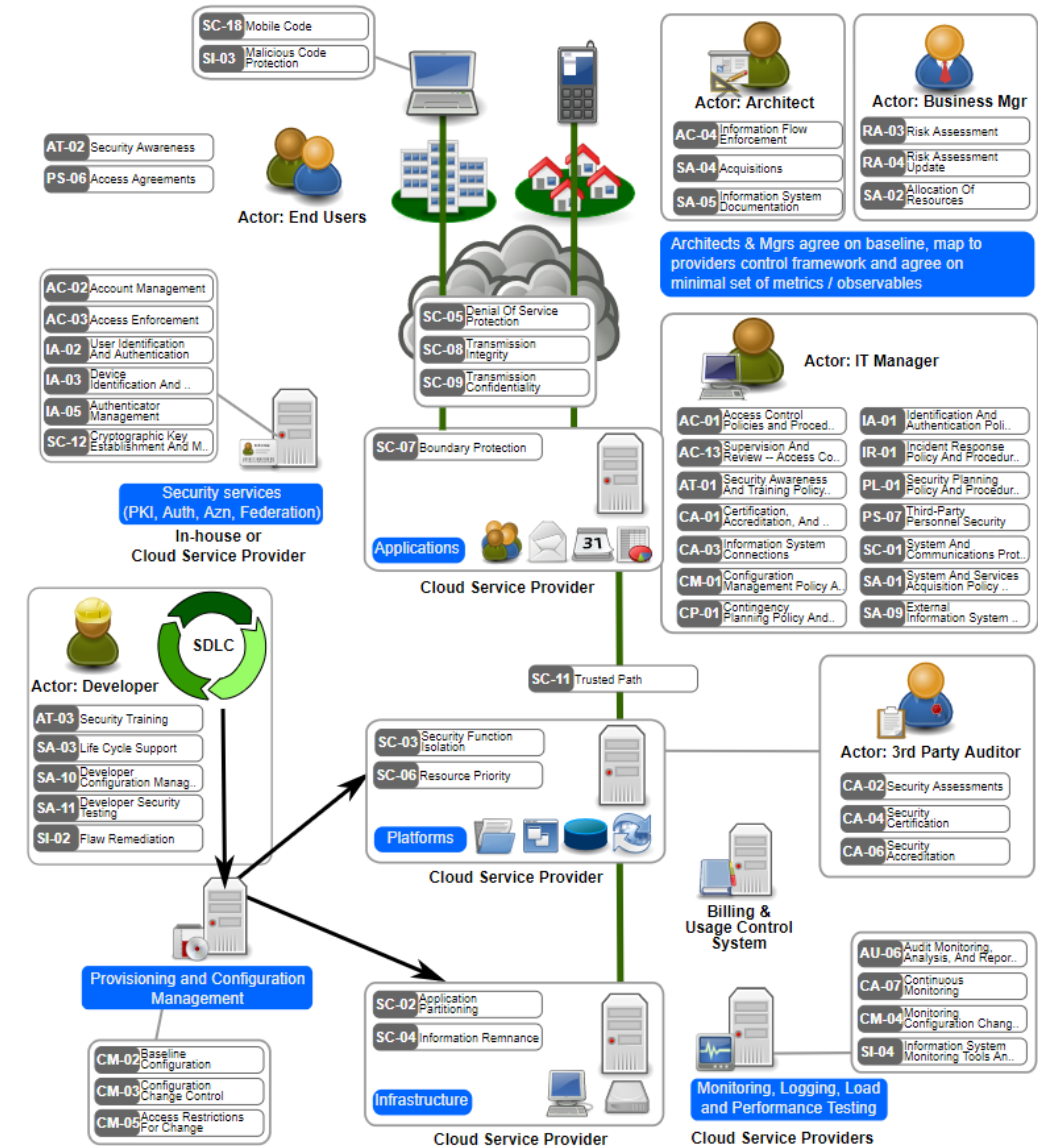 SC-18 Mobile Code
SI-03 Malicious Code
Protection
AT-02 Security Awareness
PS-06 Access Agreements
Actor: End Users
Actor: Architect
AC-04 Information Flow
Enforcement
SA-04 Acquisitions
SA-05 Information System
Documentation
Actor: Business Mgr
RA-03 Risk Assessment
RA-04 Risk Assessment
Update
SA-02 Allocation Of
Resources
Architects & Mgrs agree on baseline, map to
providers control framework and agree on
minimal set of metrics / observables
AC-02 Account Management
AC-03 Access Enforcement
IA-02 User Identification
And Authentication
IA-03 Device
Identification And ..
IA-05 Authenticator
Management
SC-12 Cryptographic Key
Establishment And M..
Security services
(PKI, Auth, Azn, Federation)
In-house or
Cloud Service Provider
SC-05 Denial Of Service
Protection
SC-08 Transmission
Integrity
SC-09 Transmission
Confidentiality
SC-07 Boundary Protection
Applications
31
Cloud Service Provider
Actor: IT Manager
AC-01 Access Control
Policies and Proced..
AC-13 Supervision And
Review -- Access Co..
AT-01 Security Awareness
And Training Policy..
CA-01 Certification,
Accreditation, And ..
CA-03 Information System
Connections
CM-01 Configuration
Management Policy A..
CP-01 Contingency
Planning Policy And..
IA-01 Identification And
Authentication Poli..
IR-01 Incident Response
Policy And Procedur..
PL-01 Security Planning
Policy And Procedur..
PS-07 Third-Party
Personnel Security
SC-01 System And
Communications Prot..
SA-01 System And Services
Acquisition Policy ..
SA-09 External
Information System ..
SDLC
Actor: Developer
AT-03 Security Training
SA-03 Life Cycle Support
SA-10 Developer
Configuration Manag..
SA-11 Developer Security
Testing
SI-02 Flaw Remediation
SC-11 Trusted Path
SC-03 Security Function
Isolation
SC-06 Resource Priority
Platforms
Cloud Service Provider
Actor: 3rd Party Auditor
CA-02 Security Assessments
CA-04 Security
Certification
CA-06 Security
Accreditation
Billing &
Usage Control
System
Provisioning and Configuration
Management
CM-02 Baseline
Configuration
CM-03 Configuration
Change Control
CM-05 Access Restrictions
For Change
SC-02 Application
Partitioning
SC-04 Information Remnance
Infrastructure
Cloud Service Provider
AU-06 Audit Monitoring,
Analysis, And Repor..
CA-07 Continuous
Monitoring
CM-04 Monitoring
Configuration Chang..
SI-04 Information System
Monitoring Tools An..
Monitoring, Logging, Load
and Performance Testing
Cloud Service Providers